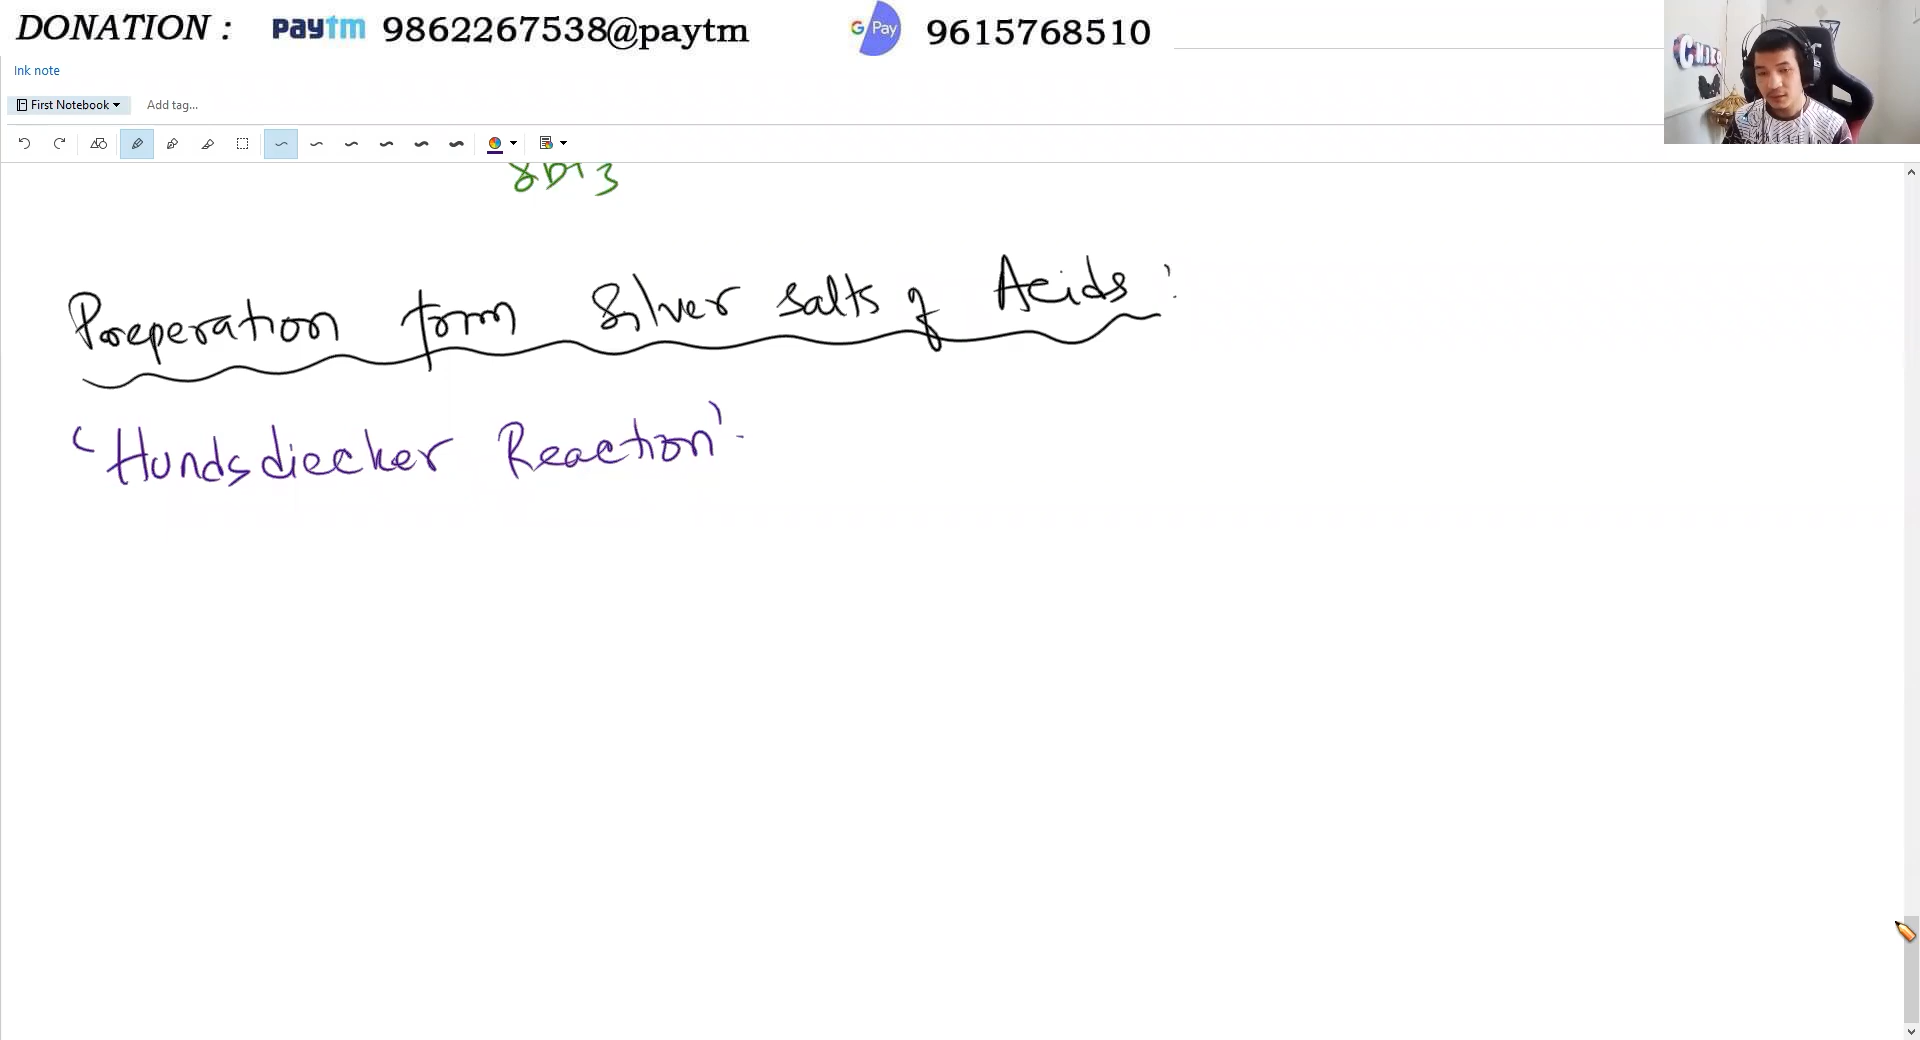 DONATION : paytm 9862267538@paytm G Pay 9615768510
Ink note
First Notebook Add tag...
Preperation form Silver salts of Acids :
'Hundsdiecker Reaction'.